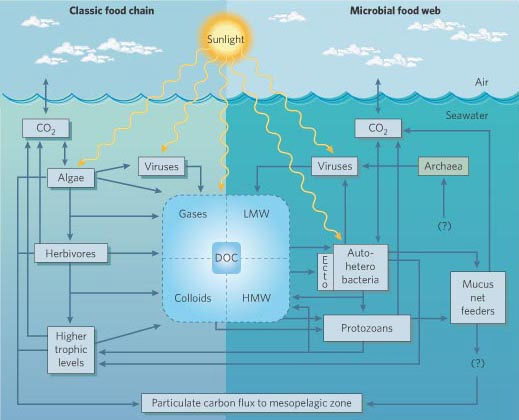 Classic food chain
Microbial food web
Sunlight
Air
Seawater
CO2
CO2
Algae
Viruses
Viruses
Archaea
Gases
LMW
(?)
DOC
Herbivores
E
c
t
o
Auto-
hetero
bacteria
Colloids
HMW
Mucus
net
feeders
Higher
trophic
levels
Protozoans
(?)
Particulate carbon flux to mesopelagic zone